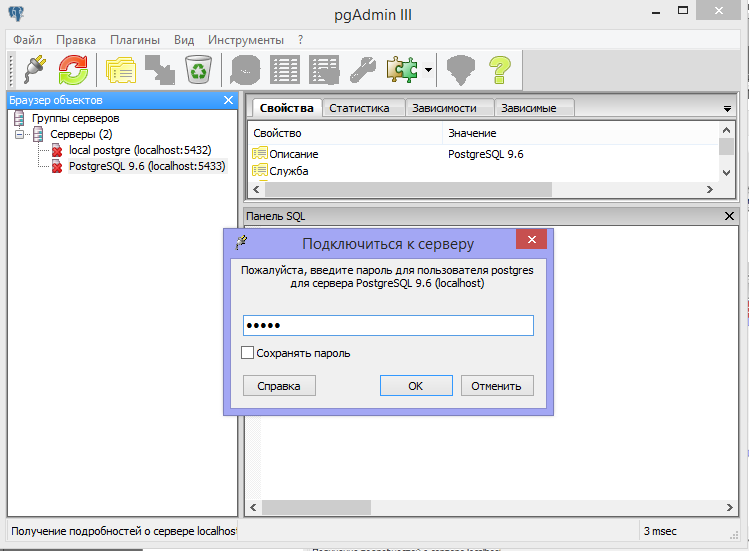 pgAdmin III
Файл Правка Плагины Вид Инструменты ?
Браузер объектов
Группы серверов
Серверы (2)
local postgre (localhost:5432)
PostgreSQL 9.6 (localhost:5433)
Свойства Статистика Зависимости Зависимые
Свойство Значение
Описание PostgreSQL 9.6
Служба
Панель SQL
Подключиться к серверу
Пожалуйста, введите пароль для пользователя postgres
для сервера PostgreSQL 9.6 (localhost)
Сохранять пароль
Справка OK Отменить
Получение подробностей о сервере localhost
3 msec